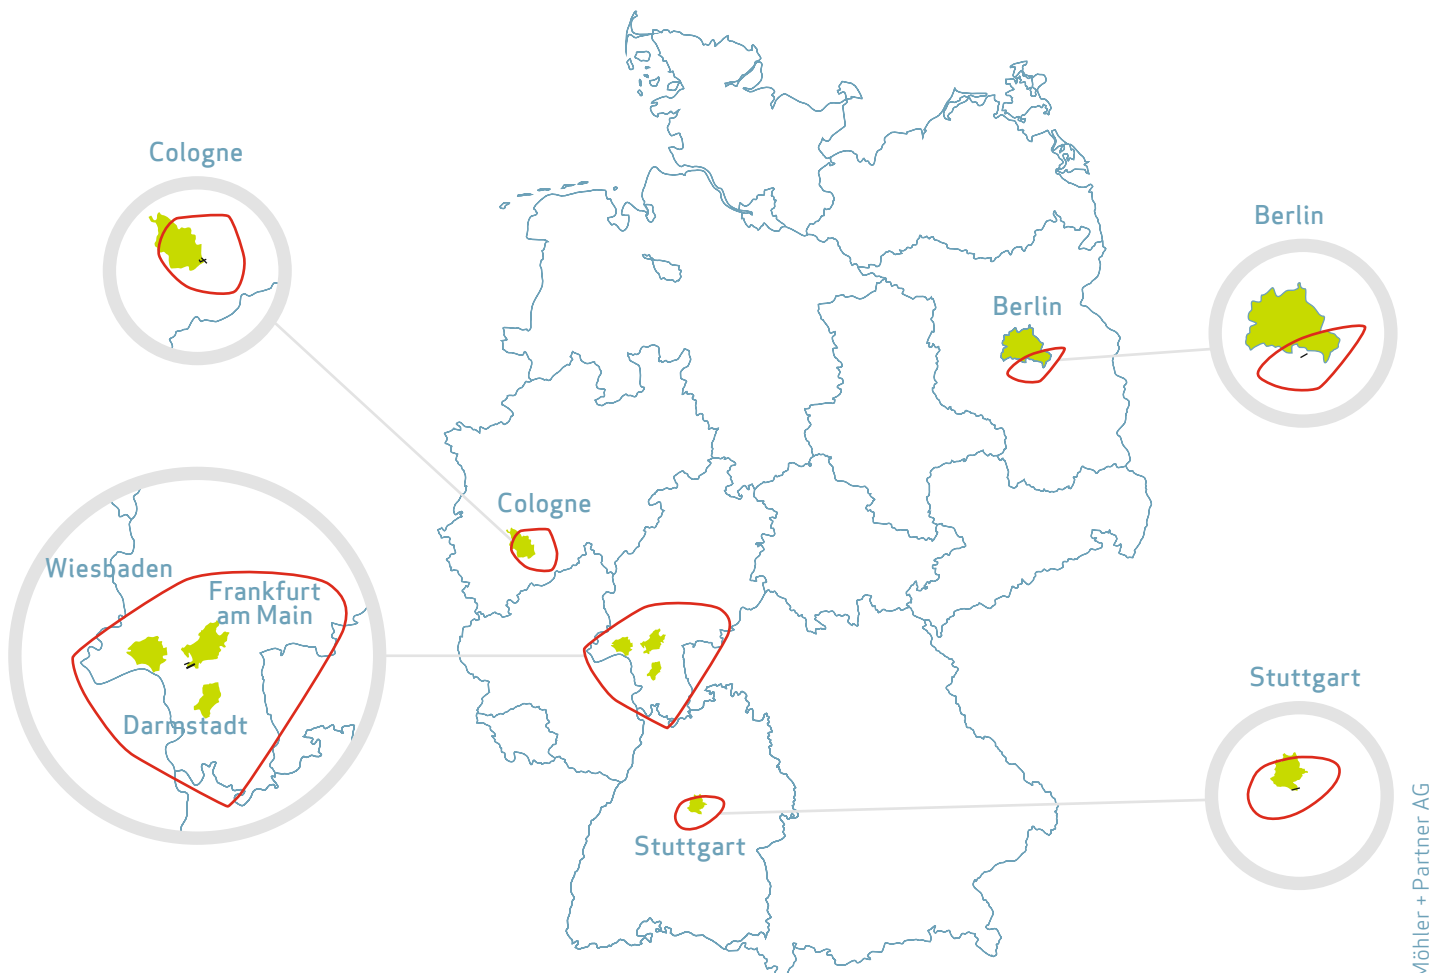 Cologne
Berlin
Berlin
Cologne
Wiesbaden
Frankfurt
am Main
Darmstadt
Stuttgart
Stuttgart
Möhler + Partner AG